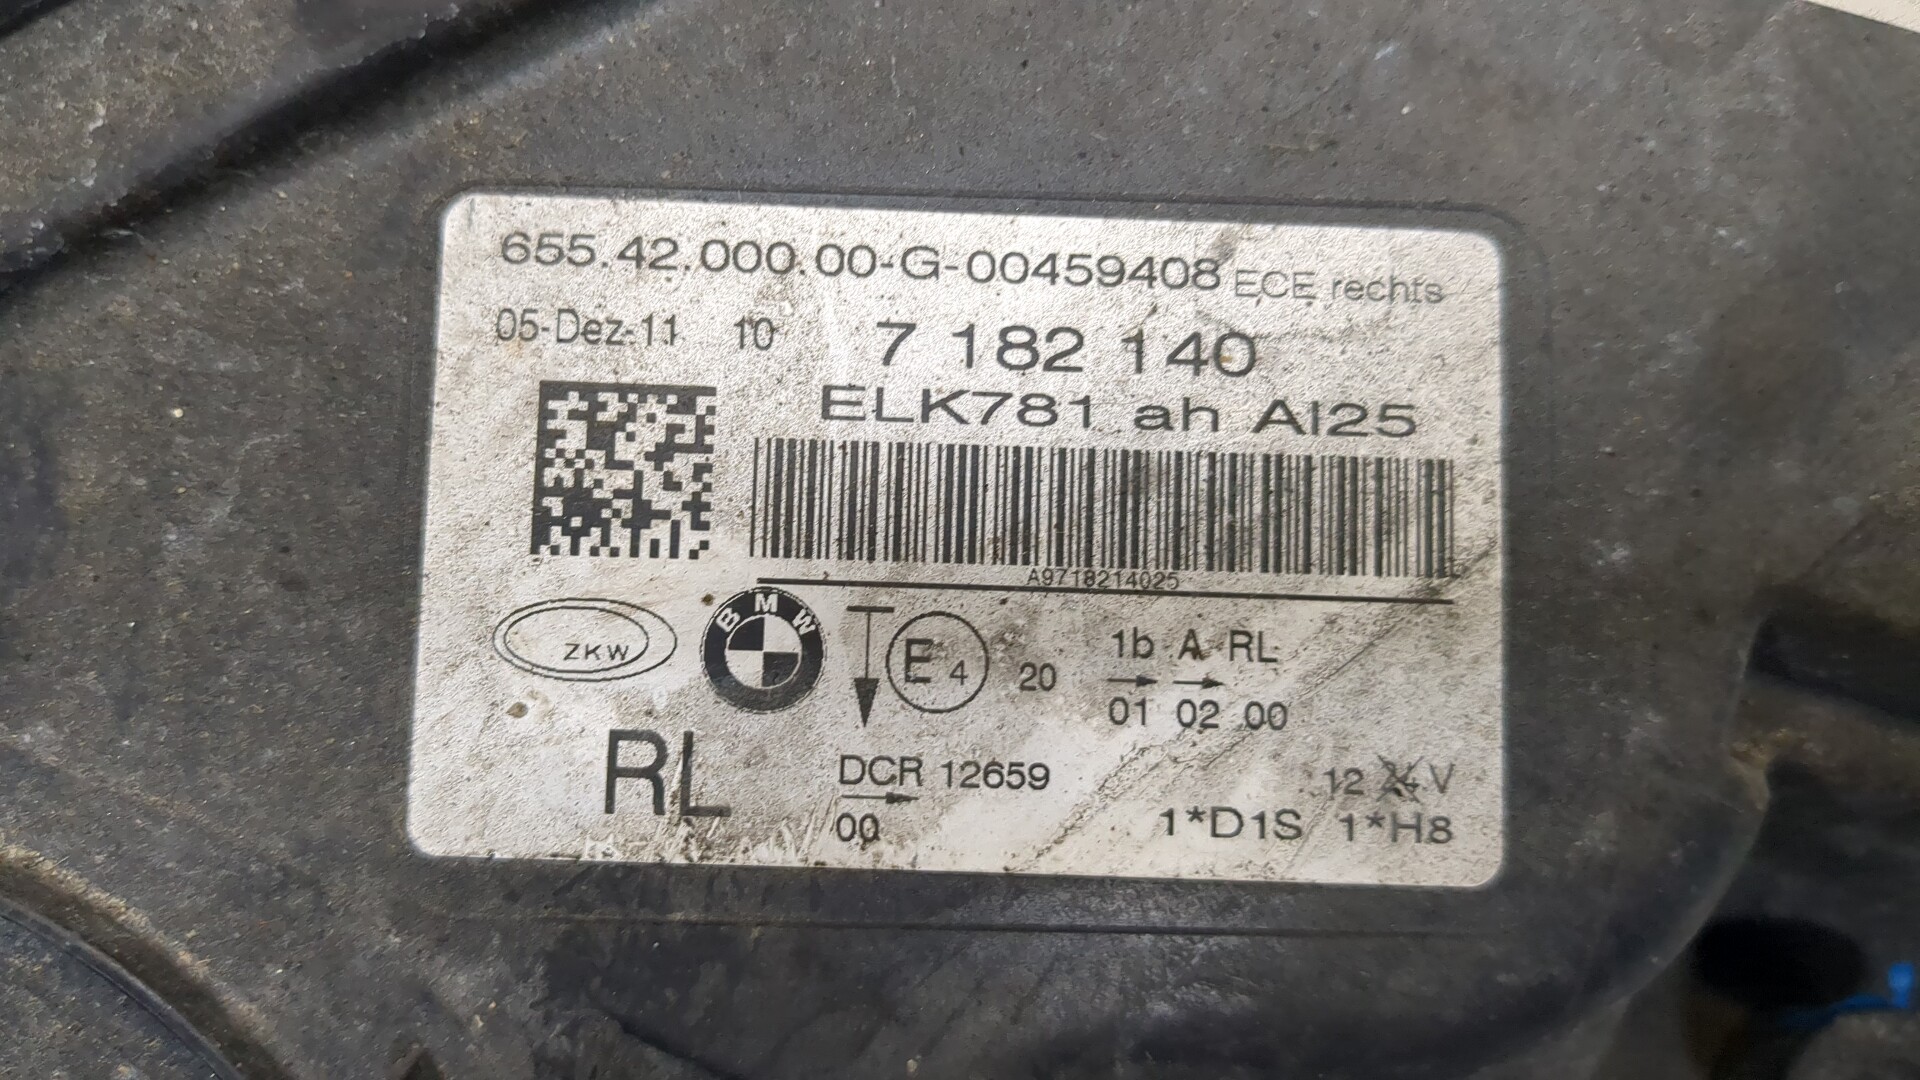 655.42.000.00-G-00459408 ECE rechts
05-Dez-11 10 7 182 140
ELK781 ah AI25
A9718214025
ZKW BMW E4 20 1b A RL
01 02 00
RL DCR 12659 12 24 V
00 1*D1S 1*H8